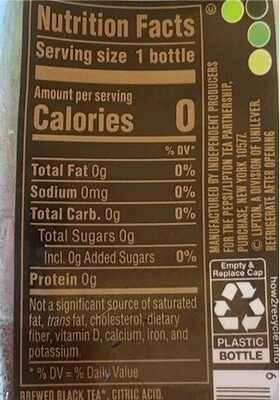 Nutrition Facts
Serving size 1 bottle
Amount per serving
Calories 0
% DV*
Total Fat 0g 0%
Sodium 0mg 0%
Total Carb. 0g 0%
Total Sugars 0g
Incl. 0g Added Sugars 0%
Protein 0g
Not a significant source of saturated
fat, trans fat, cholesterol, dietary
fiber, vitamin D, calcium, iron, and
potassium.
* % DV = % Daily Value
BREWED BLACK TEA*, CITRIC ACID,
MANUFACTURED BY INDEPENDENT PRODUCERS
FOR THE PEPSI/LIPTON TEA PARTNERSHIP,
PURCHASE, NEW YORK 10577.
© LIPTON, A DIVISION OF UNILEVER.
REFRIGERATE AFTER OPENING
Empty &
Replace Cap
PLASTIC
BOTTLE
how2recycle.info
6